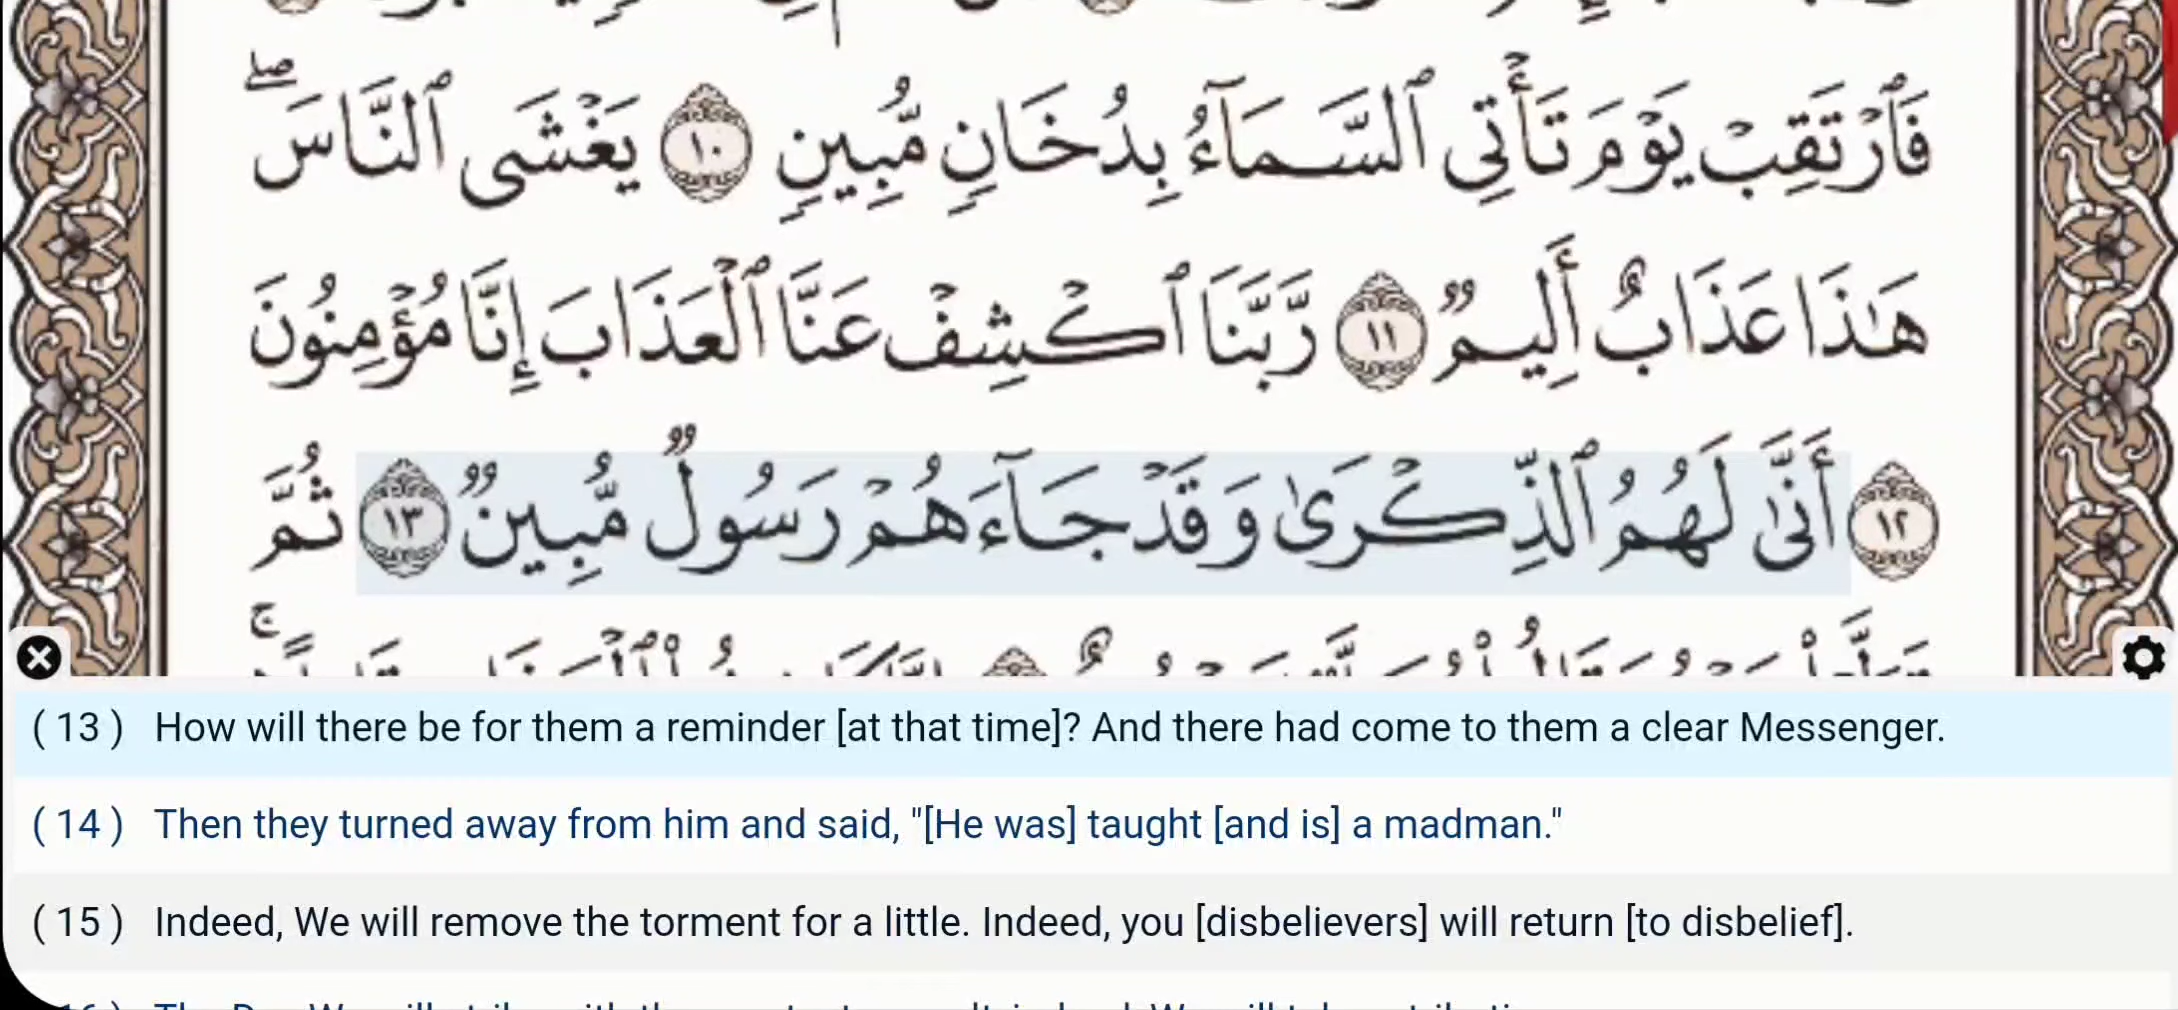 فَٱرْتَقِبْ يَوْمَ تَأْتِى ٱلسَّمَآءُ بِدُخَانٍ مُّبِينٍ ١٠ يَغْشَى ٱلنَّاسَۖ
هَٰذَا عَذَابٌ أَلِيمٌ ١١ رَّبَّنَا ٱكْشِفْ عَنَّا ٱلْعَذَابَ إِنَّا مُؤْمِنُونَ
١٢ أَنَّىٰ لَهُمُ ٱلذِّكْرَىٰ وَقَدْ جَآءَهُمْ رَسُولٌ مُّبِينٌ ١٣ ثُمَّ
( 13 ) How will there be for them a reminder [at that time]? And there had come to them a clear Messenger.
( 14 ) Then they turned away from him and said, "[He was] taught [and is] a madman."
( 15 ) Indeed, We will remove the torment for a little. Indeed, you [disbelievers] will return [to disbelief].